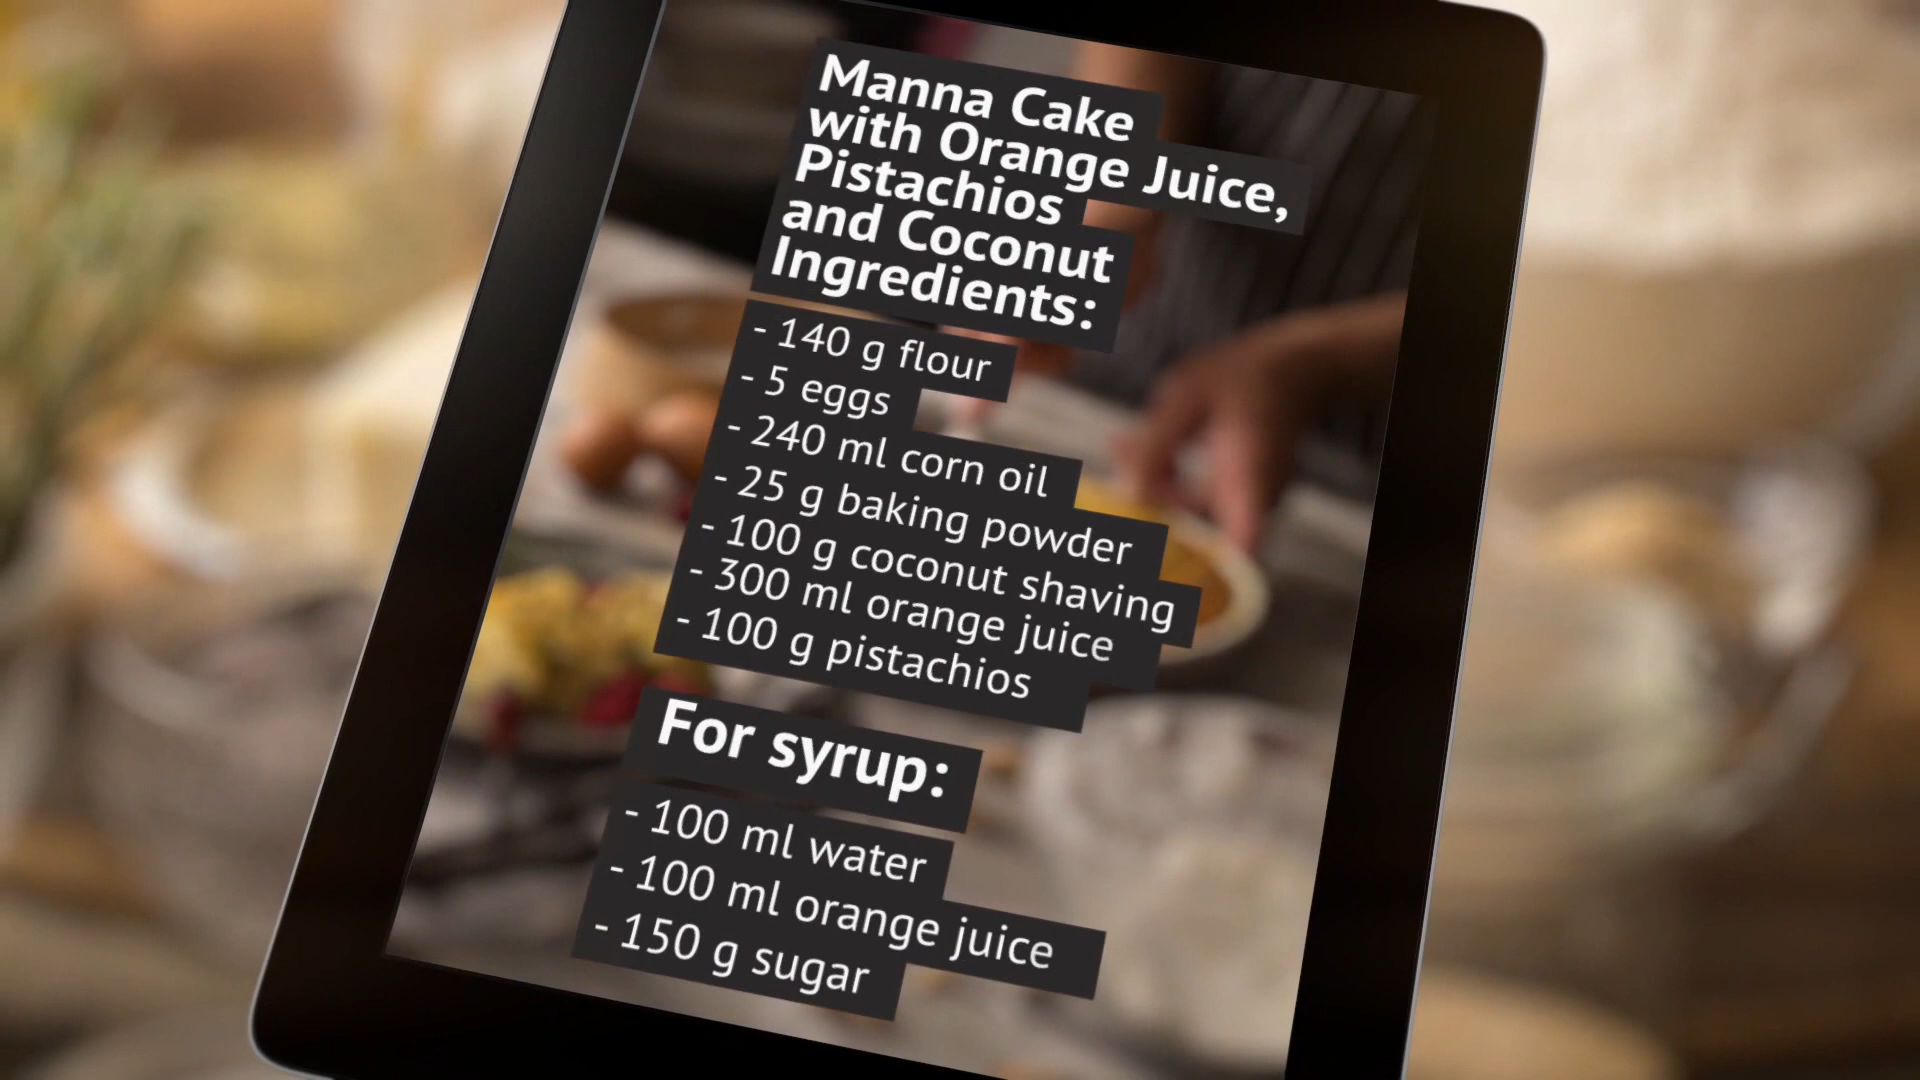 Manna Cake
with Orange Juice,
Pistachios
and Coconut
Ingredients:
- 140 g flour
- 5 eggs
- 240 ml corn oil
- 25 g baking powder
- 100 g coconut shaving
- 300 ml orange juice
- 100 g pistachios
For syrup:
- 100 ml water
- 100 ml orange juice
- 150 g sugar